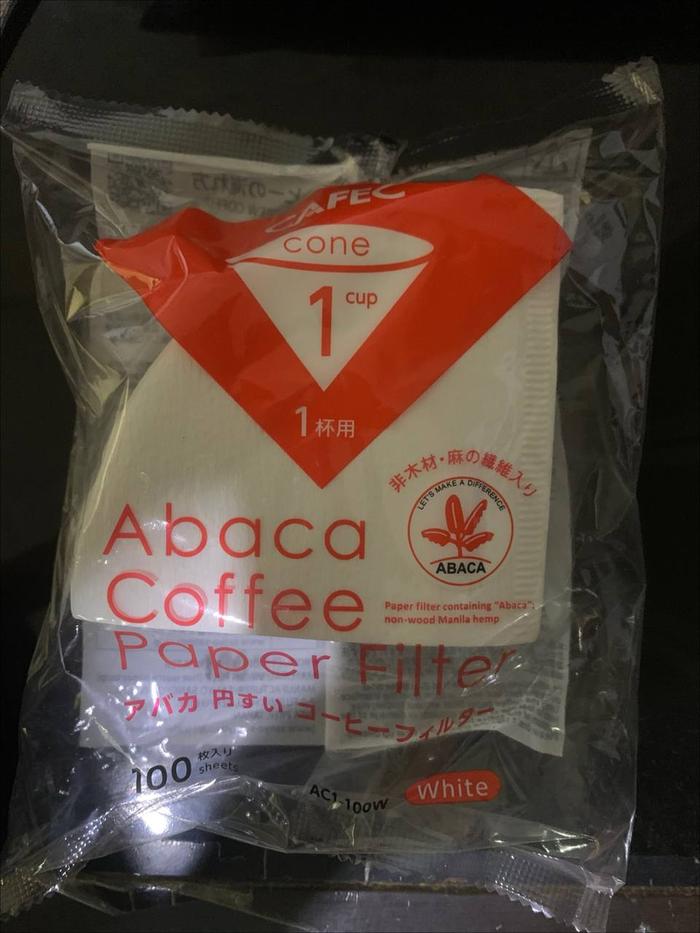 CAFEC
cone
1 cup
1杯用
非木材・麻の繊維入り
LET'S MAKE A DIFFERENCE
ABACA
Abaca
Coffee
Paper filter containing "Abaca",
non-wood Manila hemp
Paper Filter
アバカ 円すい コーヒーフィルター
100 枚入り
sheets
AC1-100W
White